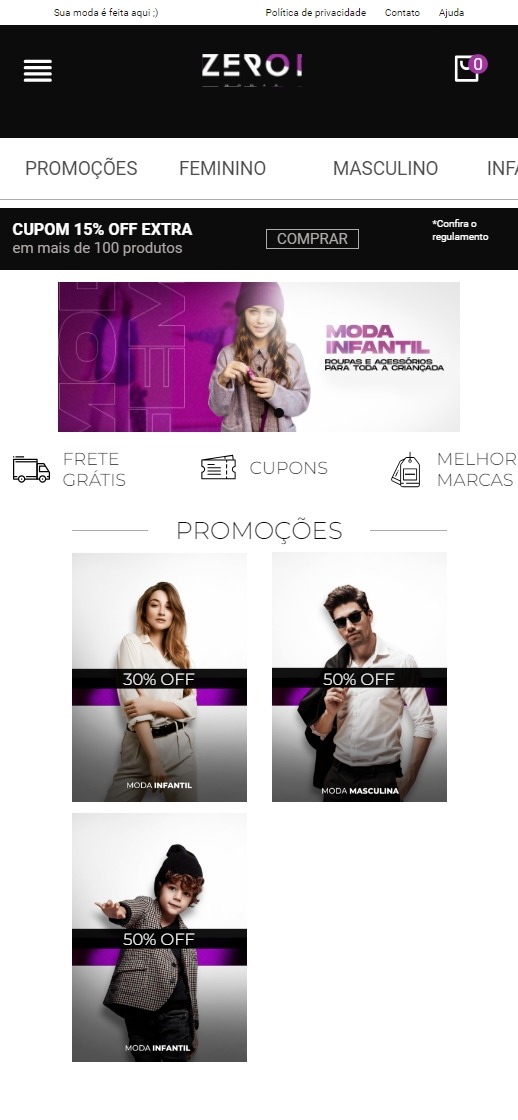 Sua moda é feita aqui ;)
Política de privacidade Contato Ajuda
ZERO1
0
PROMOÇÕES FEMININO MASCULINO INFA
CUPOM 15% OFF EXTRA
em mais de 100 produtos
COMPRAR
*Confira o
regulamento
MODA
INFANTIL
ROUPAS E ACESSÓRIOS
PARA TODA A CRIANÇADA
FRETE
GRÁTIS
CUPONS
MELHOR
MARCAS
PROMOÇÕES
30% OFF
MODA INFANTIL
50% OFF
MODA MASCULINA
50% OFF
MODA INFANTIL